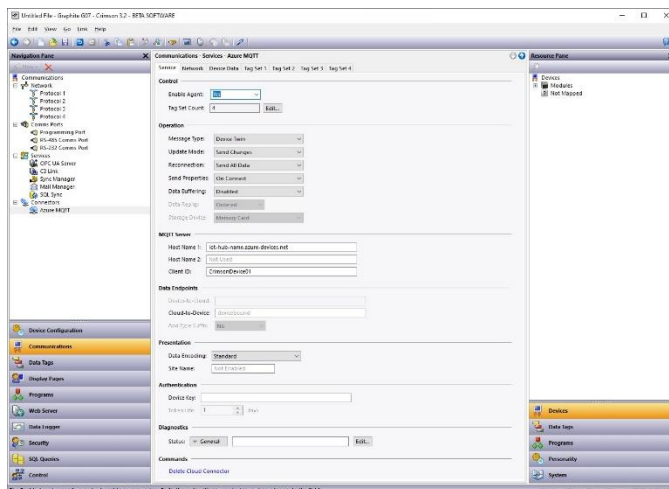 Untitled File - Graphite G07 - Crimson 3.2 - BETA SOFTWARE
File Edit View Go Link Help
Navigation Pane
Communications
Network
Protocol 1
Protocol 2
Protocol 3
Protocol 4
Comms Ports
Programming Port
RS-485 Comms Port
RS-232 Comms Port
Services
OPC UA Server
Sync Manager
Mail Manager
SQL Sync
Connectors
Azure MQTT
Device Configuration
Communications
Data Tags
Display Pages
Programs
Web Server
Data Logger
Security
SQL Queries
Control
Communications - Services - Azure MQTT
Service Network Device Data Tag Set 1 Tag Set 2 Tag Set 3 Tag Set 4
Control
Enable Agent: Yes
Tag Set Count: 4 Edit...
Operation
Message Type: Device Twin
Update Mode: Send Changes
Reconnection: Send All Data
Send Properties: On Connect
Data Buffering: Disabled
Data Replay: Ordered
Storage Device: Memory Card
MQTT Server
Host Name 1: iot-hub-name.azure-devices.net
Host Name 2: Not Used
Client ID: CrimsonDevice01
Data Endpoints
Device-to-Cloud:
Cloud-to-Device: devicebound
Add Type Suffix: No
Presentation
Data Encoding: Standard
Site Name: Not Enabled
Authentication
Device Key:
Token Life: 1 days
Diagnostics
Status: General Edit...
Commands
Delete Cloud Connector
Resource Pane
Devices
Modules
Not Mapped
Devices
Data Tags
Programs
Personality
System